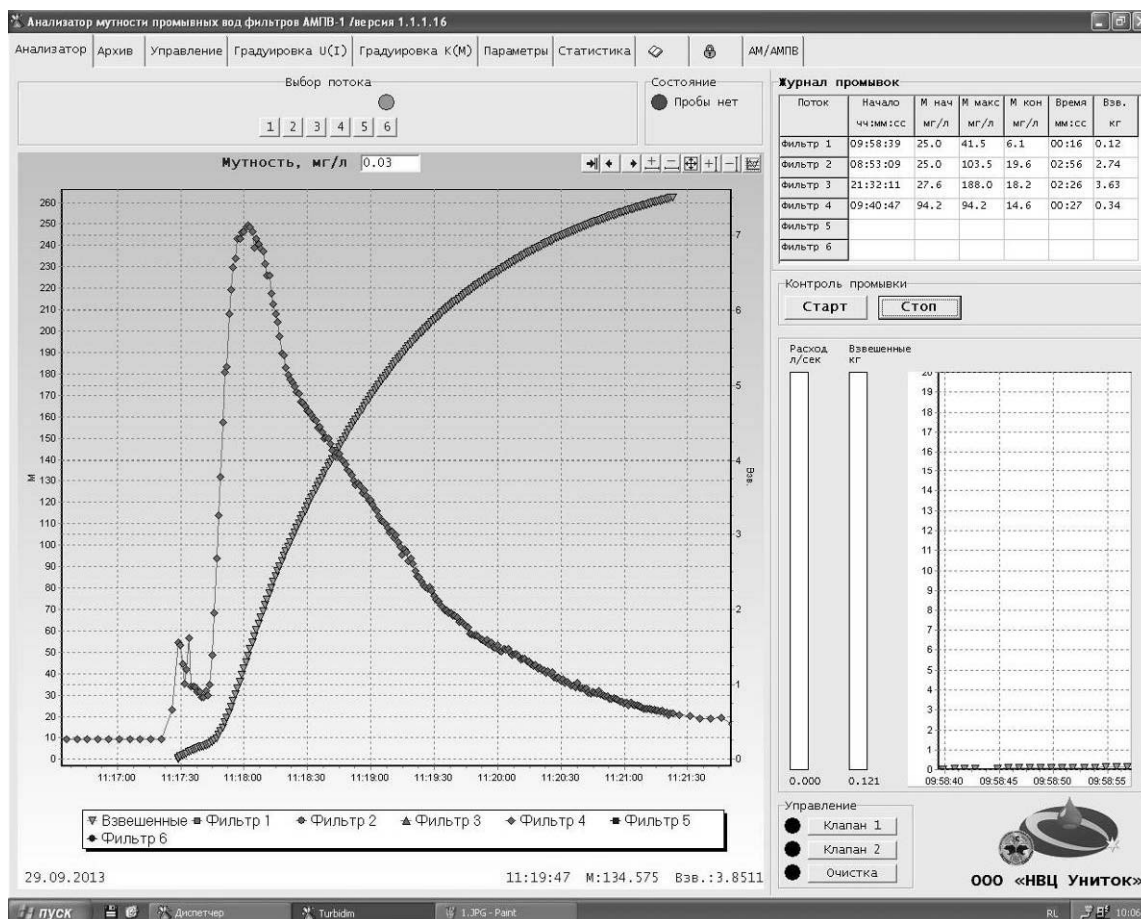 Анализатор мутности промывных вод фильтров АМПВ-1 /версия 1.1.1.16
Анализатор Архив Управление Градуировка U(I) Градуировка K(M) Параметры Статистика АМ/АМПВ
Выбор потока
1 2 3 4 5 6
Состояние
Пробы нет
Мутность, мг/л 0.03
260
250
240
230
220
210
200
190
180
170
160
150
140
130
120
110
100
90
80
70
60
50
40
30
20
10
0
М
7
6
5
4
3
2
1
0
Взв.
11:17:00 11:17:30 11:18:00 11:18:30 11:19:00 11:19:30 11:20:00 11:20:30 11:21:00 11:21:30
Взвешенные Фильтр 1 Фильтр 2 Фильтр 3 Фильтр 4 Фильтр 5
Фильтр 6
29.09.2013 11:19:47 М:134.575 Взв.:3.8511
Журнал промывок
Поток Начало М нач М макс М кон Время Взв.
чч:мм:сс мг/л мг/л мг/л мм:сс кг
Фильтр 1 09:58:39 25.0 41.5 6.1 00:16 0.12
Фильтр 2 08:53:09 25.0 103.5 19.6 02:56 2.74
Фильтр 3 21:32:11 27.6 188.0 18.2 02:26 3.63
Фильтр 4 09:40:47 94.2 94.2 14.6 00:27 0.34
Фильтр 5
Фильтр 6
Контроль промывки
Старт Стоп
Расход Взвешенные
л/сек кг
0.000 0.121
20
19
18
17
16
15
14
13
12
11
10
9
8
7
6
5
4
3
2
1
0
09:58:40 09:58:45 09:58:50 09:58:55
Управление
Клапан 1
Клапан 2
Очистка
ООО «НВЦ Униток»
пуск Диспетчер Turbidm 1.JPG - Paint RL 10:06